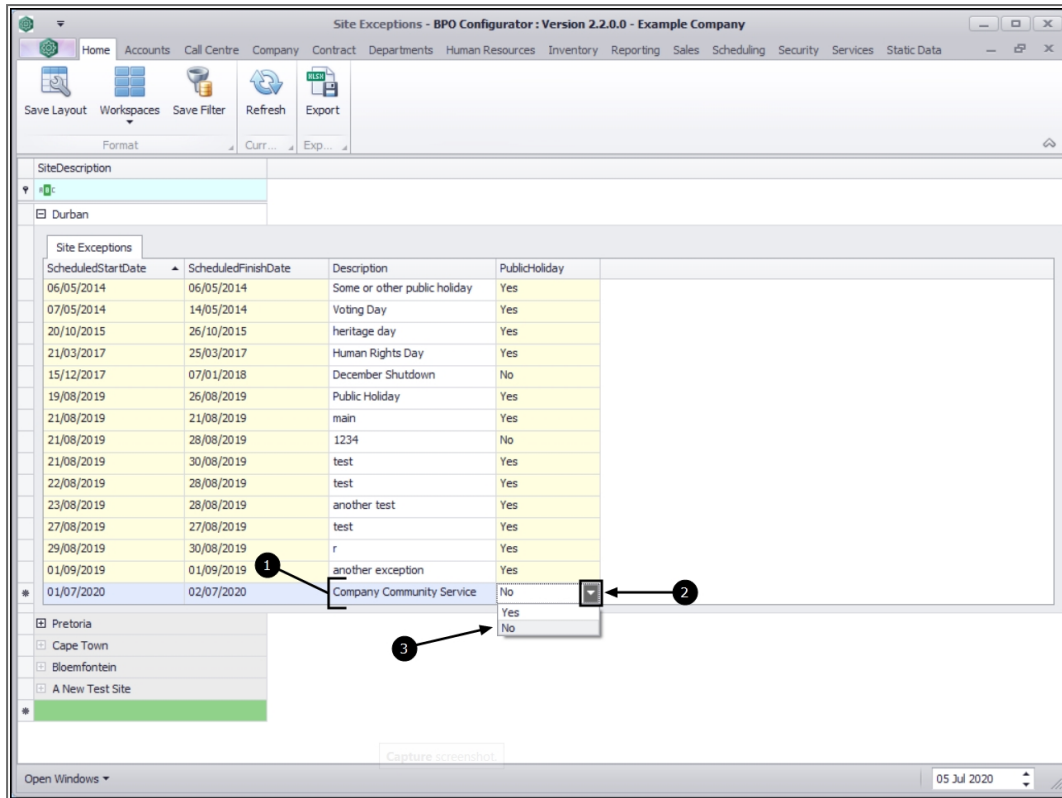 Site Exceptions - BPO Configurator : Version 2.2.0.0 - Example Company
Home Accounts Call Centre Company Contract Departments Human Resources Inventory Reporting Sales Scheduling Security Services Static Data
XLSX
Save Layout Workspaces Save Filter Refresh Export
Format Curr... Exp...
SiteDescription
Durban
Site Exceptions
ScheduledStartDate ScheduledFinishDate Description PublicHoliday
06/05/2014 06/05/2014 Some or other public holiday Yes
07/05/2014 14/05/2014 Voting Day Yes
20/10/2015 26/10/2015 heritage day Yes
21/03/2017 25/03/2017 Human Rights Day Yes
15/12/2017 07/01/2018 December Shutdown No
19/08/2019 26/08/2019 Public Holiday Yes
21/08/2019 21/08/2019 main Yes
21/08/2019 28/08/2019 1234 No
21/08/2019 30/08/2019 test Yes
22/08/2019 28/08/2019 test Yes
23/08/2019 28/08/2019 another test Yes
27/08/2019 27/08/2019 test Yes
29/08/2019 30/08/2019 r Yes
01/09/2019 01/09/2019 1 another exception Yes
01/07/2020 02/07/2020 Company Community Service No 2
Yes
No
3
Pretoria
Cape Town
Bloemfontein
A New Test Site
Capture screenshot.
Open Windows 05 Jul 2020